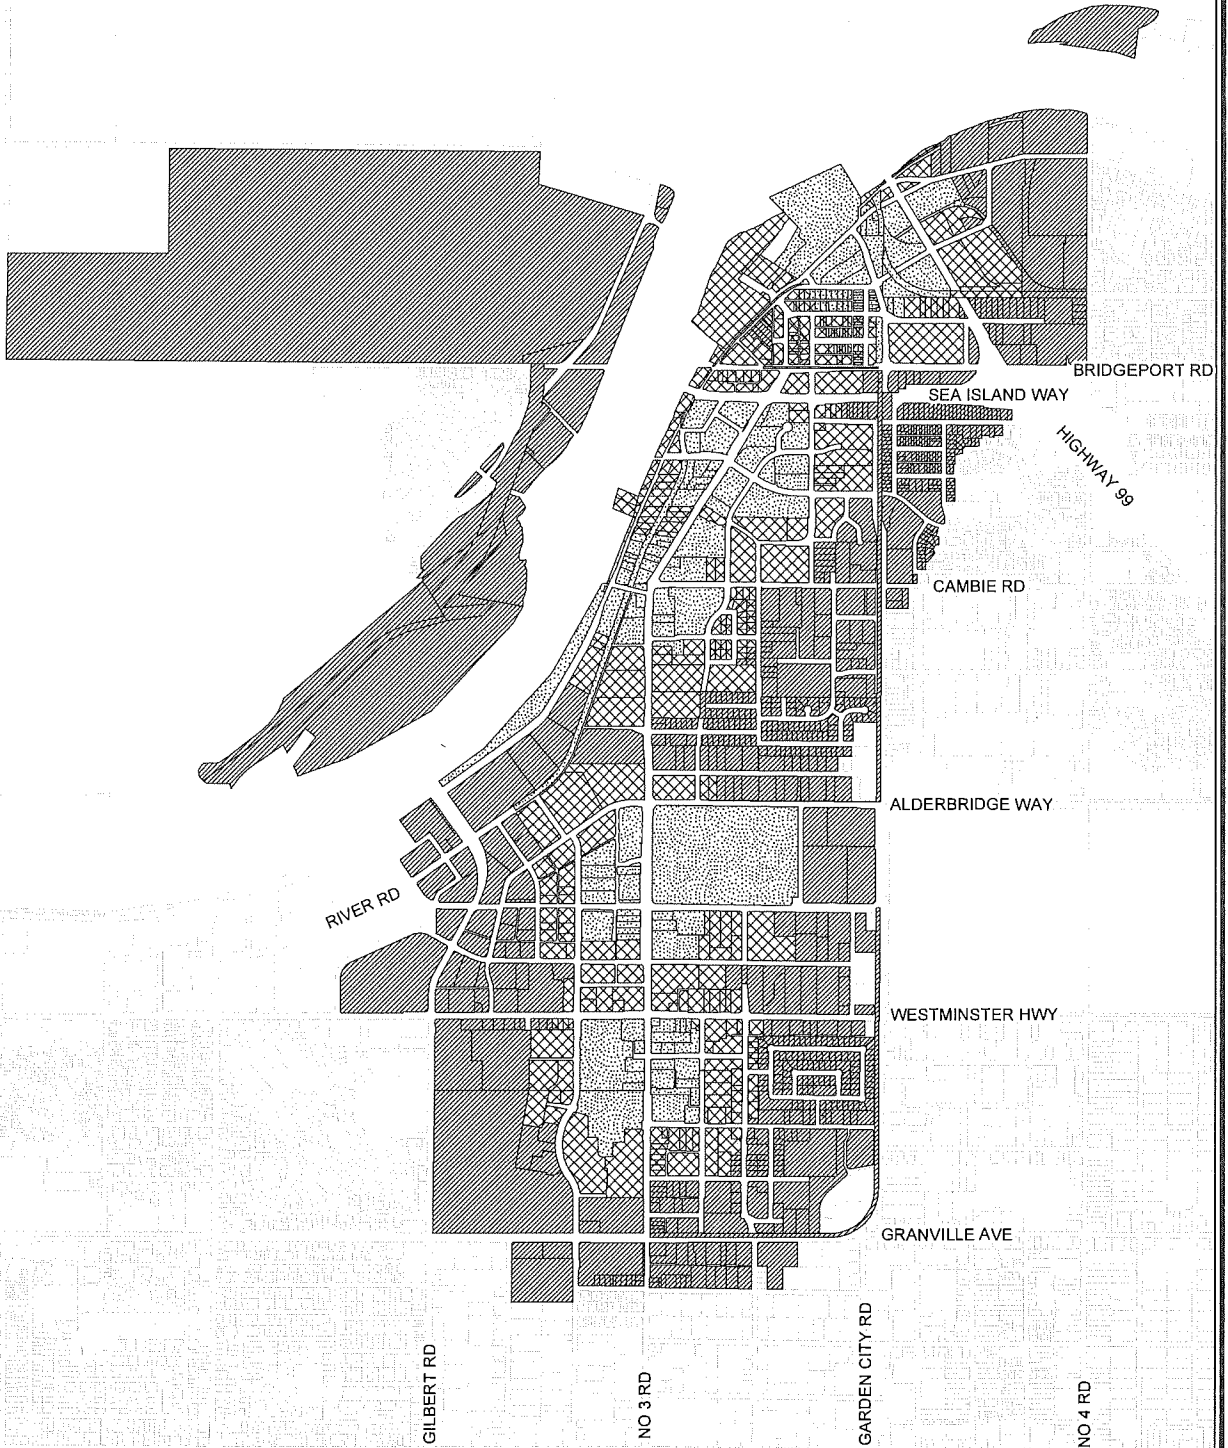 BRIDGEPORT RD
SEA ISLAND WAY
HIGHWAY 99
CAMBIE RD
ALDERBRIDGE WAY
RIVER RD
WESTMINSTER HWY
GRANVILLE AVE
GILBERT RD
NO 3 RD
GARDEN CITY RD
NO 4 RD